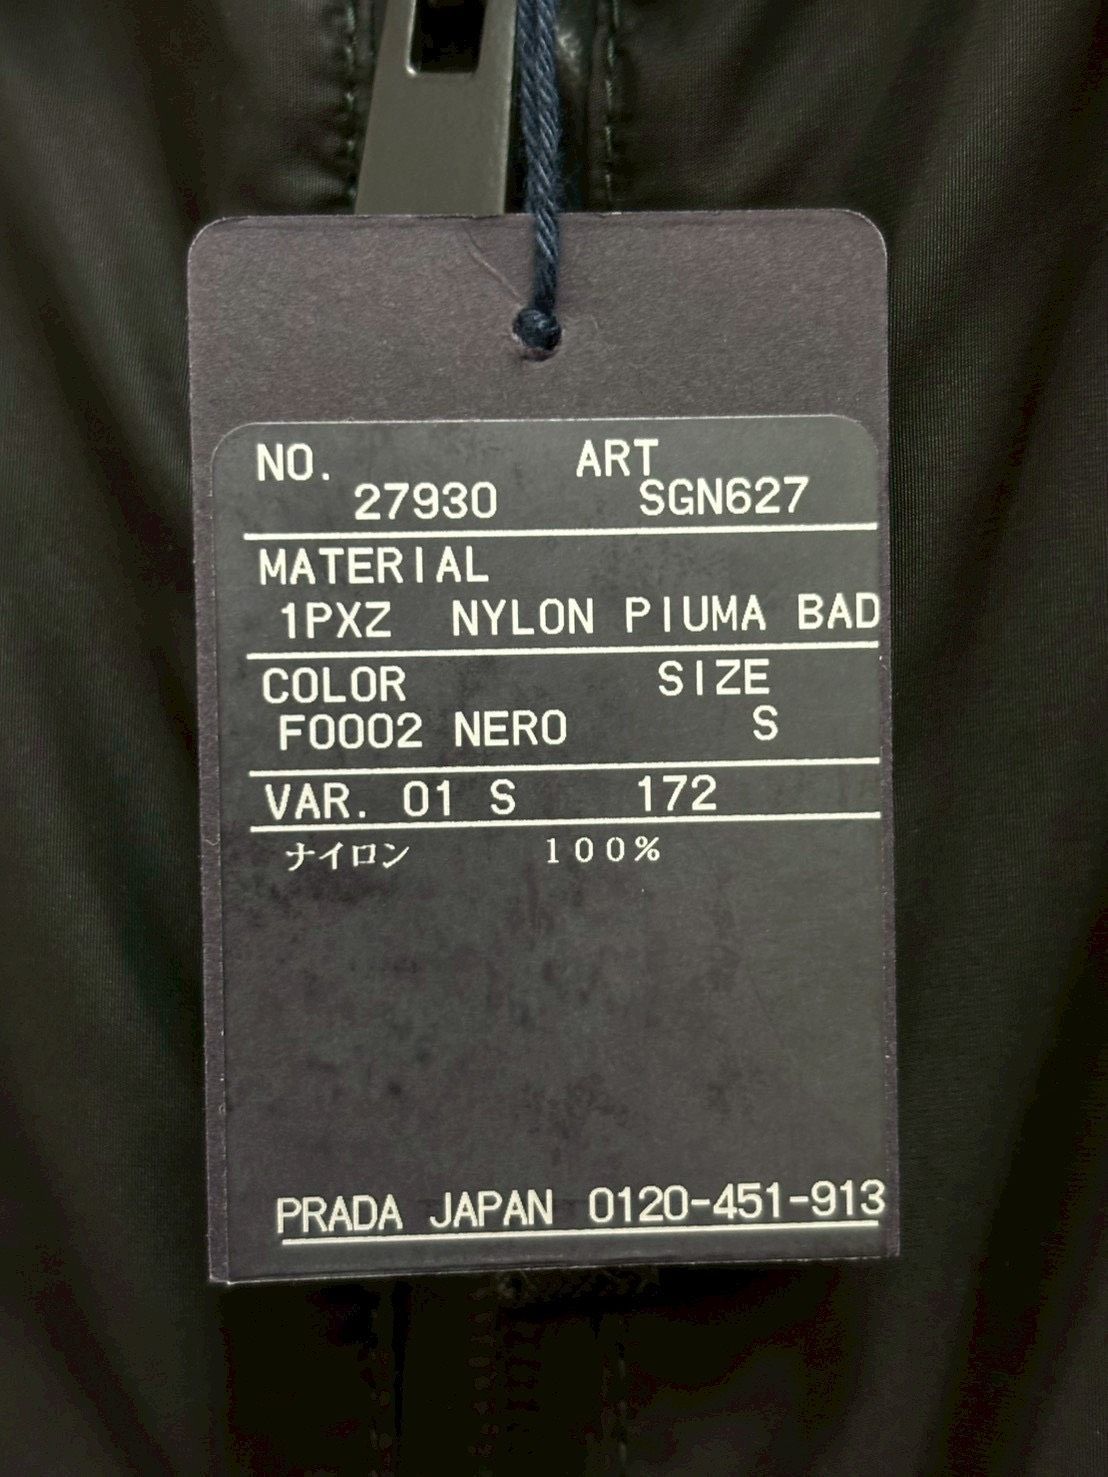 NO. ART
27930 SGN627
MATERIAL
1PXZ NYLON PIUMA BAD
COLOR SIZE
F0002 NERO S
VAR. 01 S 172
ナイロン 100%
PRADA JAPAN 0120-451-913